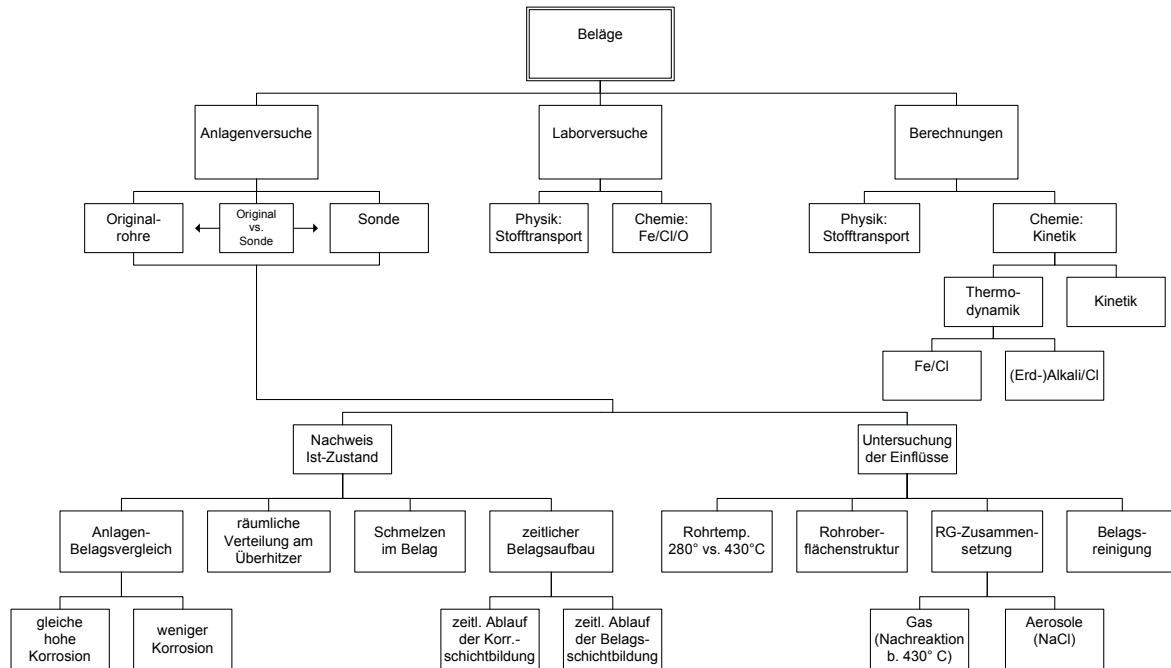 Beläge
Anlagenversuche
Laborversuche
Berechnungen
Original-
rohre
Original
vs.
Sonde
Sonde
Physik:
Stofftransport
Chemie:
Fe/Cl/O
Physik:
Stofftransport
Chemie:
Kinetik
Thermo-
dynamik
Kinetik
Fe/Cl
(Erd-)Alkali/Cl
Nachweis
Ist-Zustand
Untersuchung
der Einflüsse
Anlagen-
Belagsvergleich
räumliche
Verteilung am
Überhitzer
Schmelzen
im Belag
zeitlicher
Belagsaufbau
Rohrtemp.
280° vs. 430°C
Rohrober-
flächenstruktur
RG-Zusammen-
setzung
Belags-
reinigung
gleiche
hohe
Korrosion
weniger
Korrosion
zeitl. Ablauf
der Korr.-
schichtbildung
zeitl. Ablauf
der Belags-
schichtbildung
Gas
(Nachreaktion
b. 430° C)
Aerosole
(NaCl)